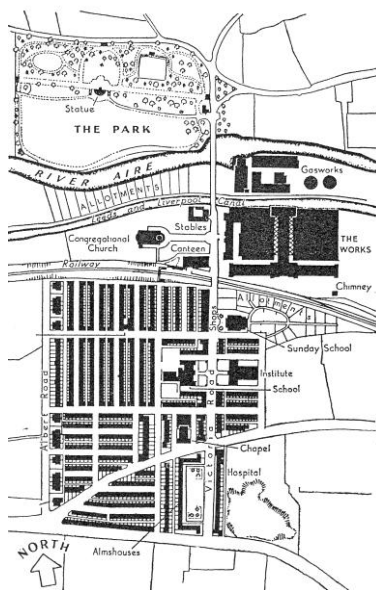 Statue
THE PARK
RIVER AIRE
ALLOTMENTS
Gasworks
Leeds and Liverpool Canal
Stables
Congregational
Church
Canteen
THE
WORKS
Railway
Chimney
Allotments
Shops
Sunday School
Institute
School
Albert Road
Victoria Road
Chapel
Hospital
Almshouses
NORTH